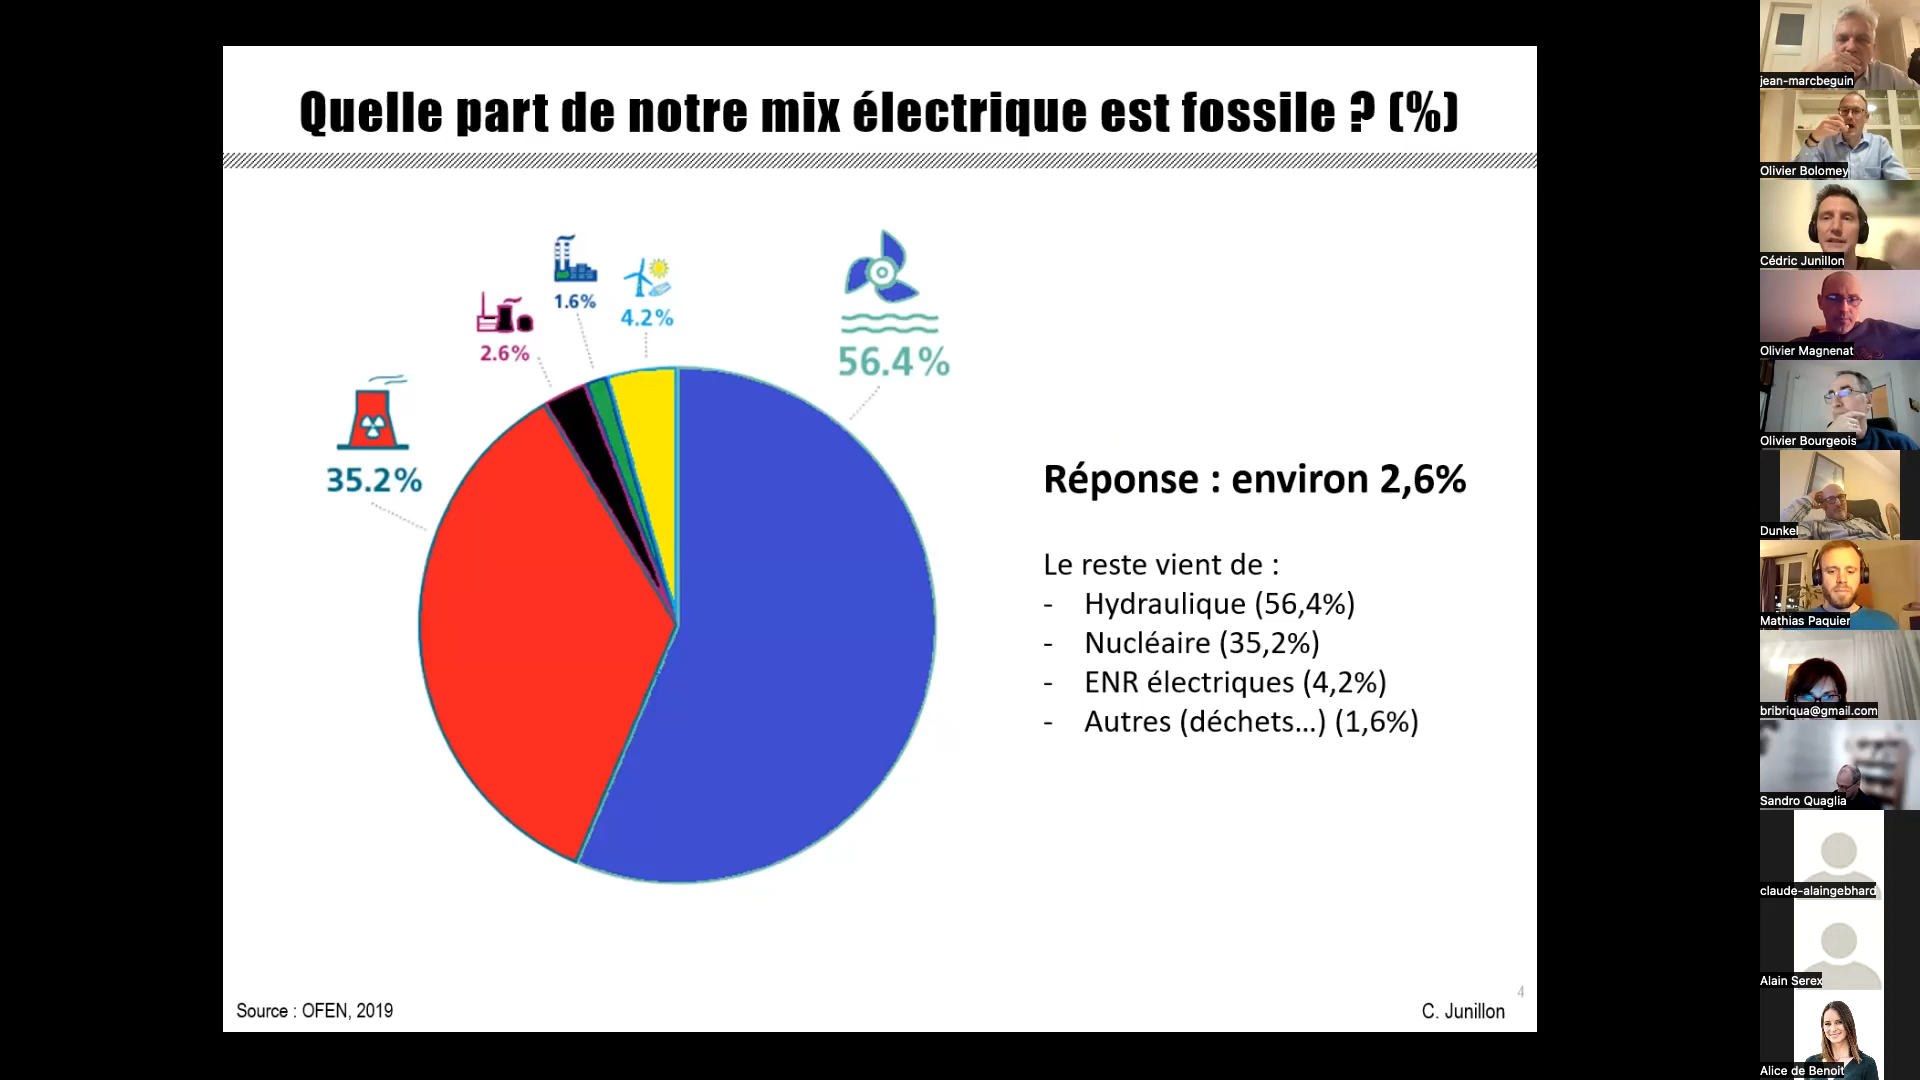 Quelle part de notre mix électrique est fossile ? (%)
1.6%
4.2%
2.6%
56.4%
35.2%
Réponse : environ 2,6%
Le reste vient de :
- Hydraulique (56,4%)
- Nucléaire (35,2%)
- ENR électriques (4,2%)
- Autres (déchets...) (1,6%)
4
Source : OFEN, 2019
C. Junillon
jean-marcbeguin
Olivier Bolomey
Cédric Junillon
Olivier Magnenat
Olivier Bourgeois
Dunkel
Mathias Paquier
bribriqua@gmail.com
Sandro Quaglia
claude-alaingebhard
Alain Serex
Alice de Benoit